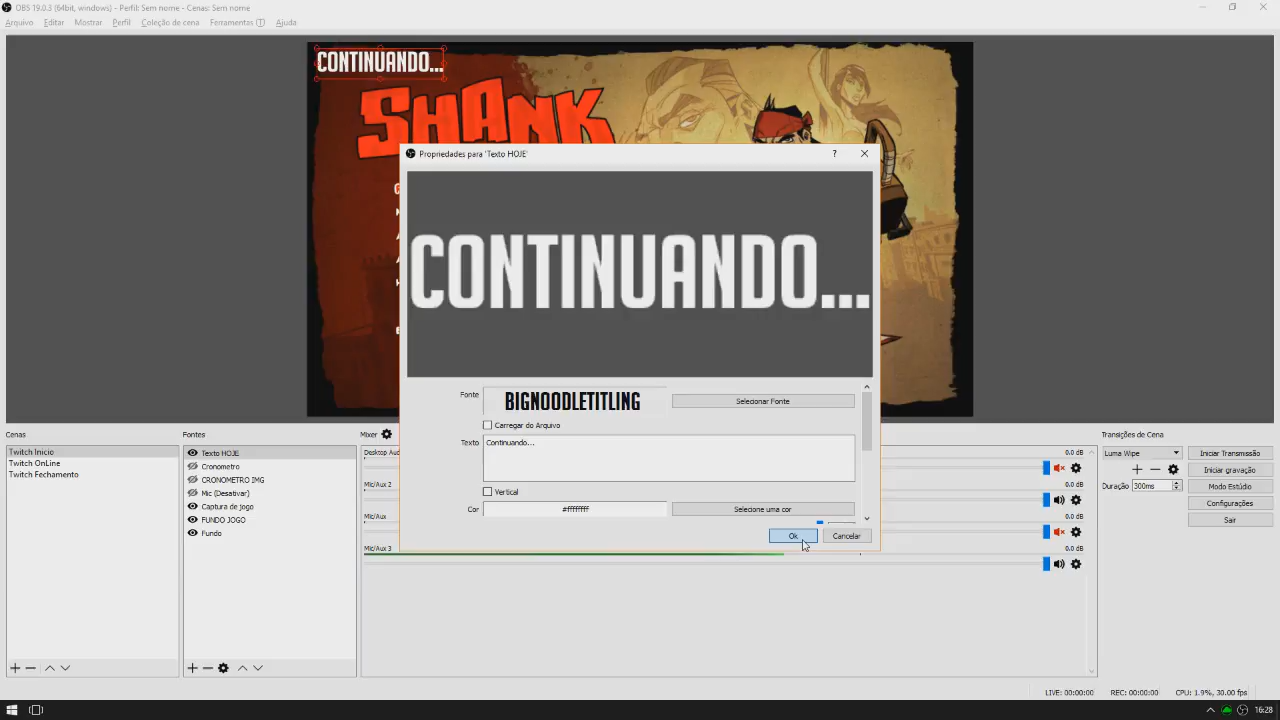 OBS 19.0.3 (64bit, windows) - Perfil: Sem nome - Cenas: Sem nome
Arquivo Editar Mostrar Perfil Coleção de cena Ferramentas (T) Ajuda
CONTINUANDO...
SHANK
Propriedades para 'Texto HOJE'
?
CONTINUANDO...
Fonte BIGNOODLETITLING Selecionar Fonte
Carregar do Arquivo
Texto Continuando...
Vertical
Cor #ffffffff Selecione uma cor
Ok Cancelar
Cenas
Twitch Inicio
Twitch OnLine
Twitch Fechamento
Fontes
Texto HOJE
Cronometro
CRONOMETRO IMG
Mic (Desativar)
Captura de jogo
FUNDO JOGO
Fundo
Mixer
Desktop Aud
0.0 dB
Mic/Aux 2
0.0 dB
Mic/Aux
0.0 dB
Mic/Aux 3
0.0 dB
Transições de Cena
Luma Wipe
Duração 300ms
Iniciar Transmissão
Iniciar gravação
Modo Estúdio
Configurações
Sair
LIVE: 00:00:00 REC: 00:00:00 CPU: 1.9%, 30.00 fps
16:28